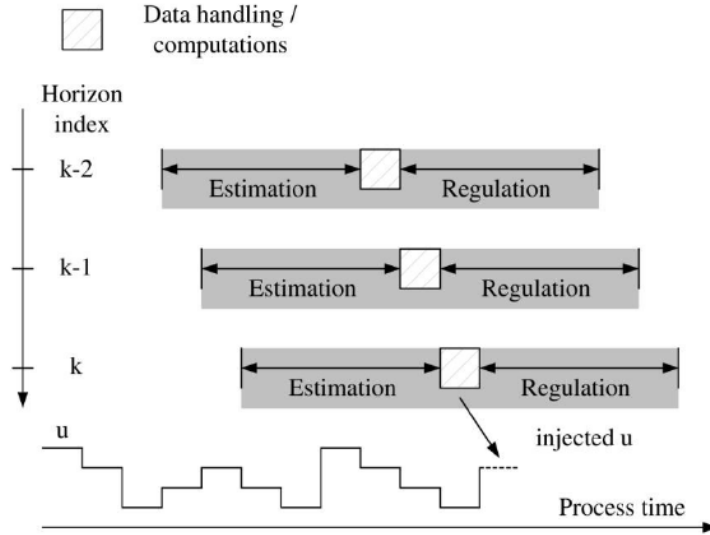 Data handling /
computations
Horizon
index
k-2
Estimation
Regulation
k-1
Estimation
Regulation
k
Estimation
Regulation
u
injected u
Process time